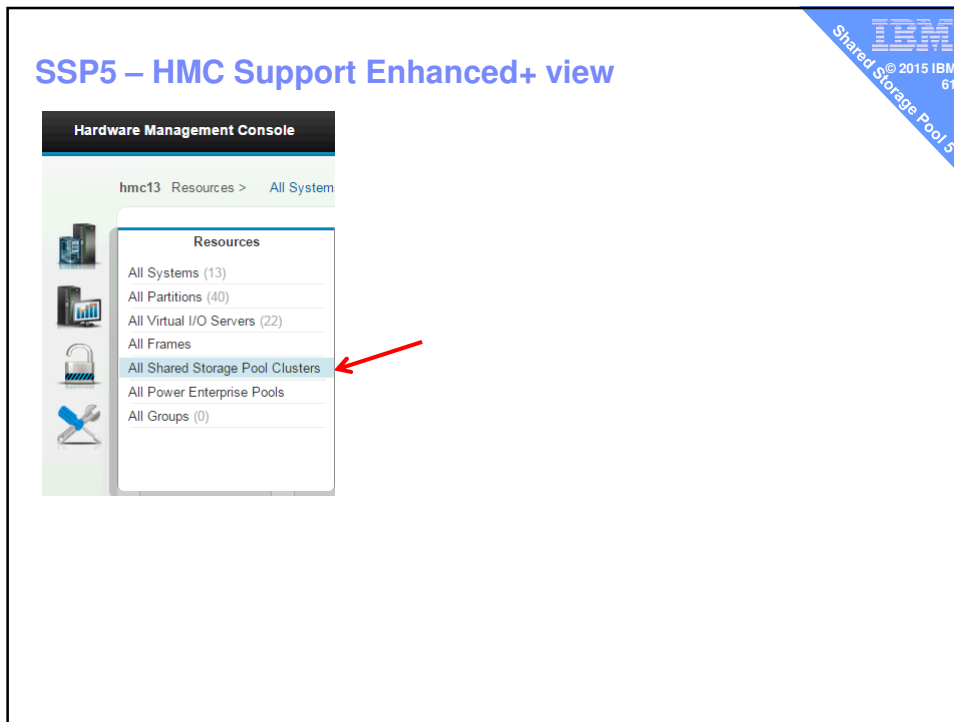 SSP5 – HMC Support Enhanced+ view
IBM
© 2015 IBM
61
Shared Storage Pool 5
Hardware Management Console
hmc13 Resources > All System
Resources
All Systems (13)
All Partitions (40)
All Virtual I/O Servers (22)
All Frames
All Shared Storage Pool Clusters
All Power Enterprise Pools
All Groups (0)